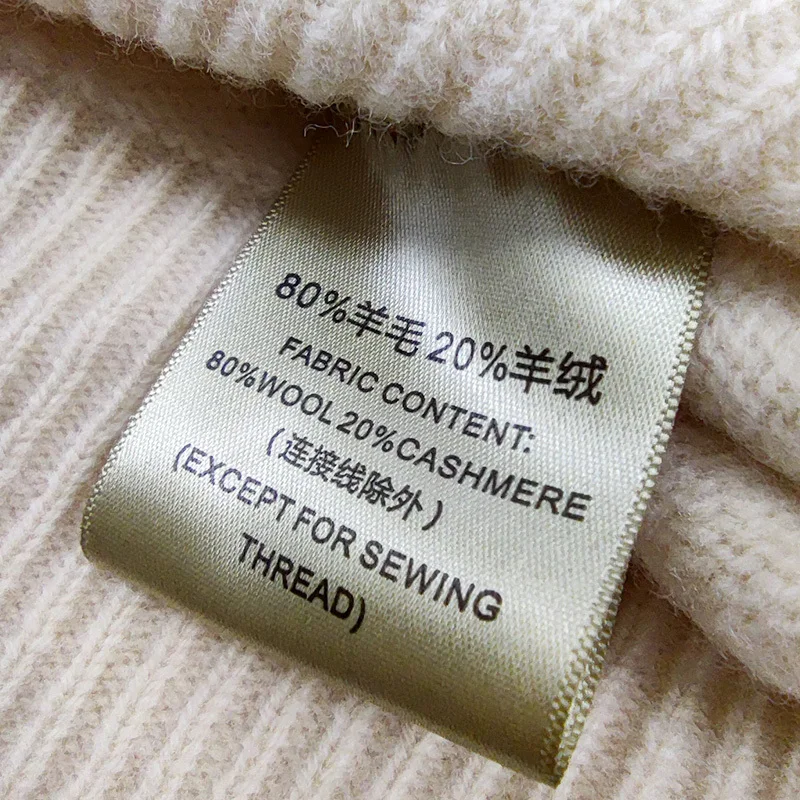 80%羊毛 20%羊绒
FABRIC CONTENT:
80%WOOL 20%CASHMERE
(连接线除外)
(EXCEPT FOR SEWING
THREAD)